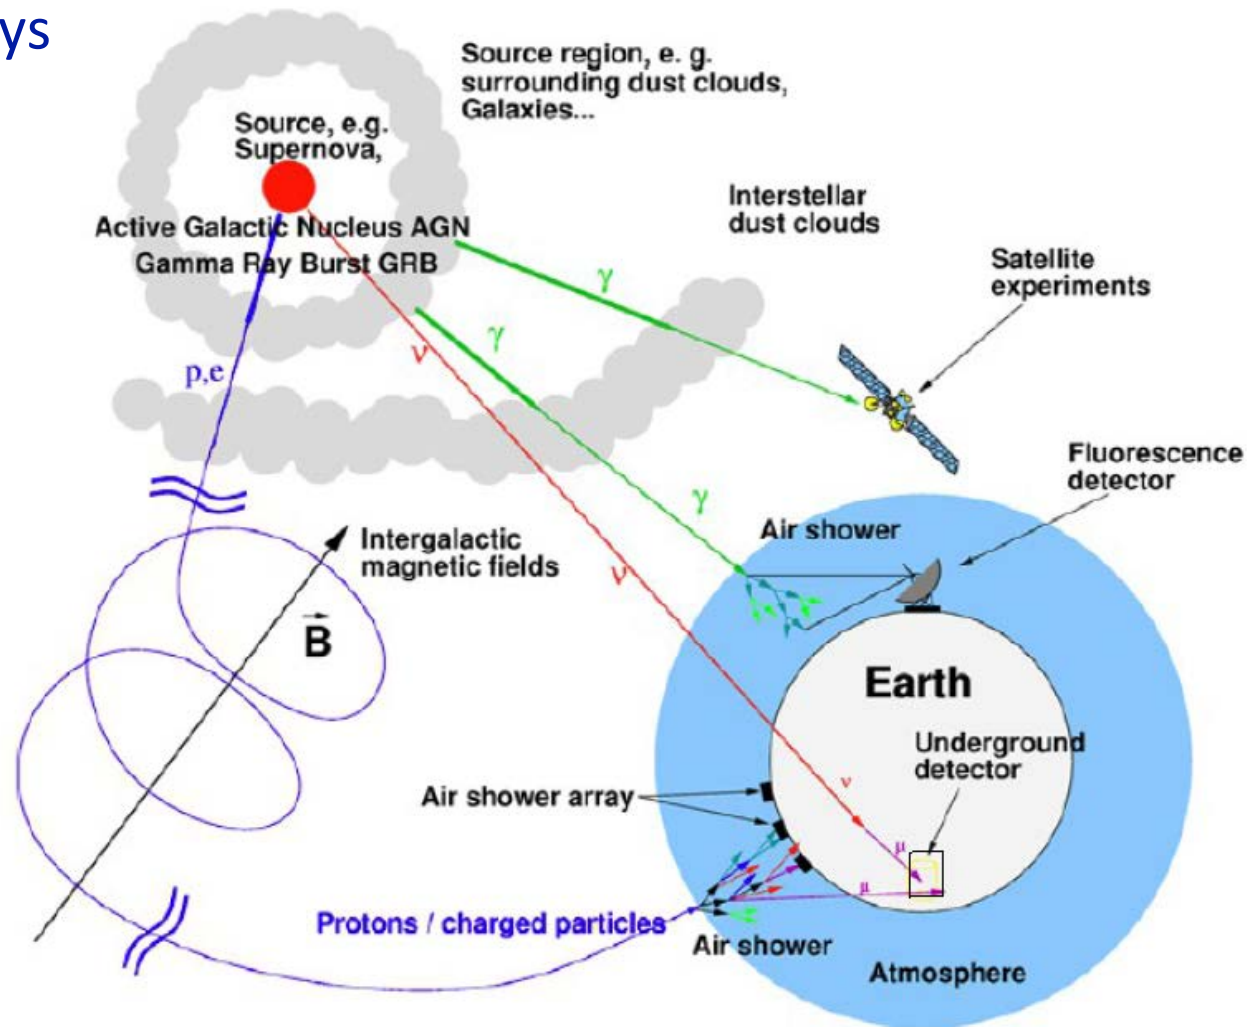 ys
Source region, e. g.
surrounding dust clouds,
Galaxies...
Source, e.g.
Supernova,
Active Galactic Nucleus AGN
Gamma Ray Burst GRB
Interstellar
dust clouds
Satellite
experiments
γ
γ
ν
p,e
Fluorescence
detector
γ
Air shower
Intergalactic
magnetic fields
ν
B⃗
Earth
Underground
detector
Air shower array
ν
μ
μ
Protons / charged particles
Air shower
Atmosphere